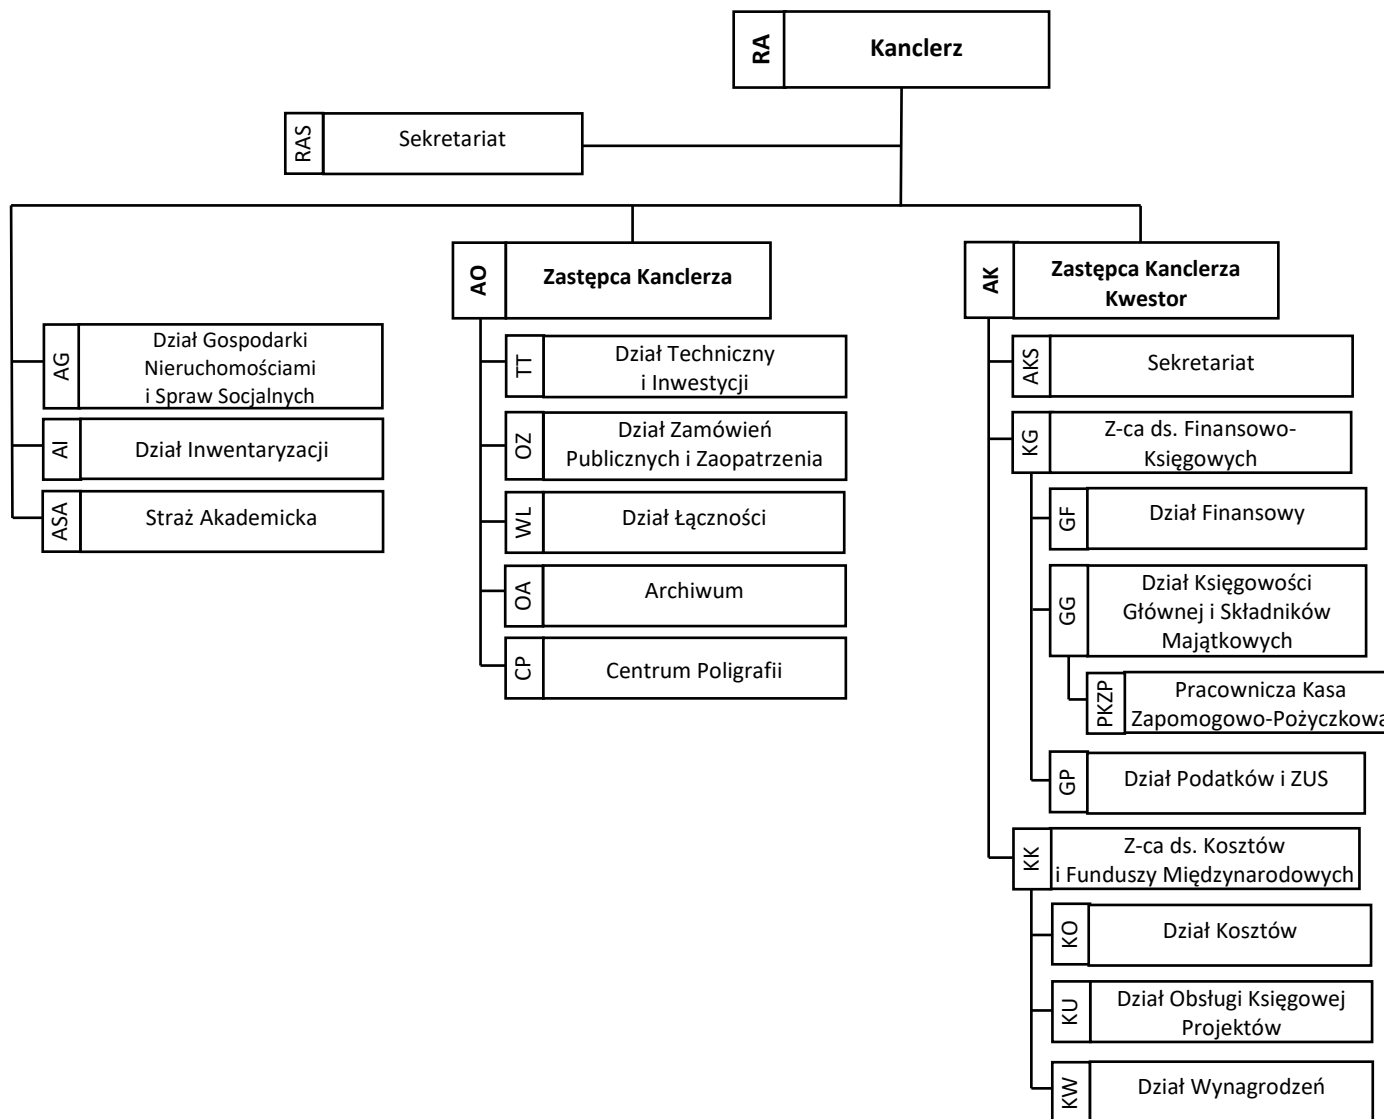 RA
Kanclerz
RAS
Sekretariat
AG
Dział Gospodarki
Nieruchomościami
i Spraw Socjalnych
AI
Dział Inwentaryzacji
ASA
Straż Akademicka
AO
Zastępca Kanclerza
TT
Dział Techniczny
i Inwestycji
OZ
Dział Zamówień
Publicznych i Zaopatrzenia
WL
Dział Łączności
OA
Archiwum
CP
Centrum Poligrafii
AK
Zastępca Kanclerza
Kwestor
AKS
Sekretariat
KG
Z-ca ds. Finansowo-
Księgowych
GF
Dział Finansowy
GG
Dział Księgowości
Głównej i Składników
Majątkowych
PKZP
Pracownicza Kasa
Zapomogowo-Pożyczkowa
GP
Dział Podatków i ZUS
KK
Z-ca ds. Kosztów
i Funduszy Międzynarodowych
KO
Dział Kosztów
KU
Dział Obsługi Księgowej
Projektów
KW
Dział Wynagrodzeń